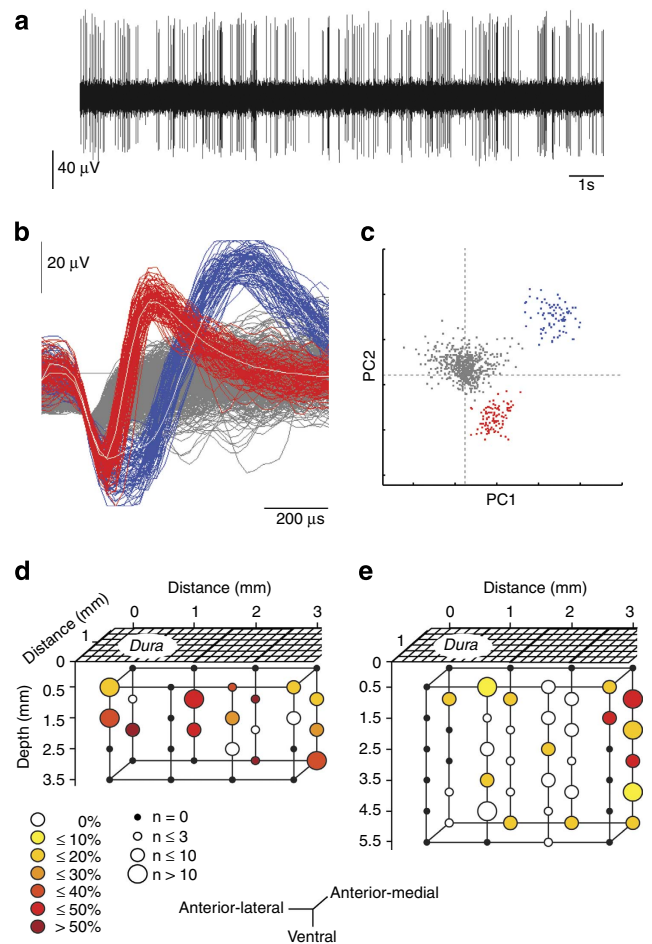 a
40 µV
1s
b
20 µV
200 µs
c
PC2
PC1
d
Distance (mm)
0 1 2 3
Distance (mm)
1
0
Dura
Depth (mm)
0.5
1.5
2.5
3.5
e
Distance (mm)
0 1 2 3
1
0
Dura
0.5
1.5
2.5
3.5
4.5
5.5
0%
≤ 10%
≤ 20%
≤ 30%
≤ 40%
≤ 50%
> 50%
n = 0
n ≤ 3
n ≤ 10
n > 10
Anterior-lateral
Anterior-medial
Ventral